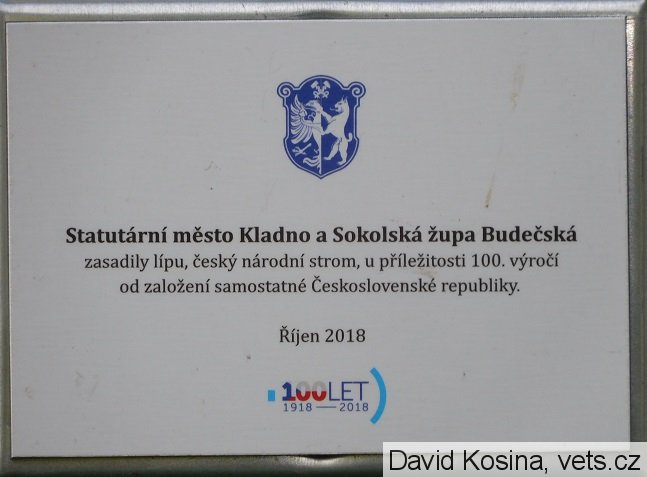 Statutární město Kladno a Sokolská župa Budečská
zasadily lípu, český národní strom, u příležitosti 100. výročí
od založení samostatné Československé republiky.
Říjen 2018
100LET
1918 — 2018
David Kosina, vets.cz